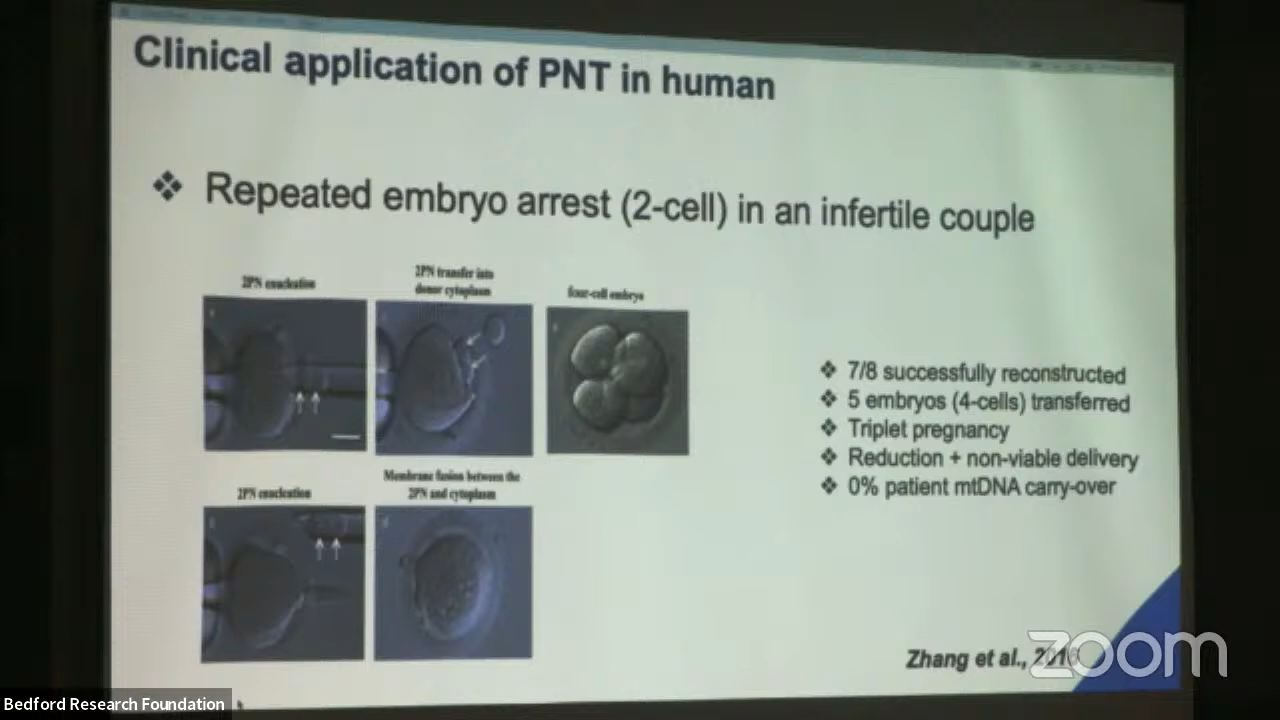 Clinical application of PNT in human
❖ Repeated embryo arrest (2-cell) in an infertile couple
2PN enucleation
2PN transfer into
donor cytoplasm
four-cell embryo
2PN enucleation
Membrane fusion between the
2PN and cytoplasm
❖ 7/8 successfully reconstructed
❖ 5 embryos (4-cells) transferred
❖ Triplet pregnancy
❖ Reduction + non-viable delivery
❖ 0% patient mtDNA carry-over
Zhang et al.,
zoom
Bedford Research Foundation